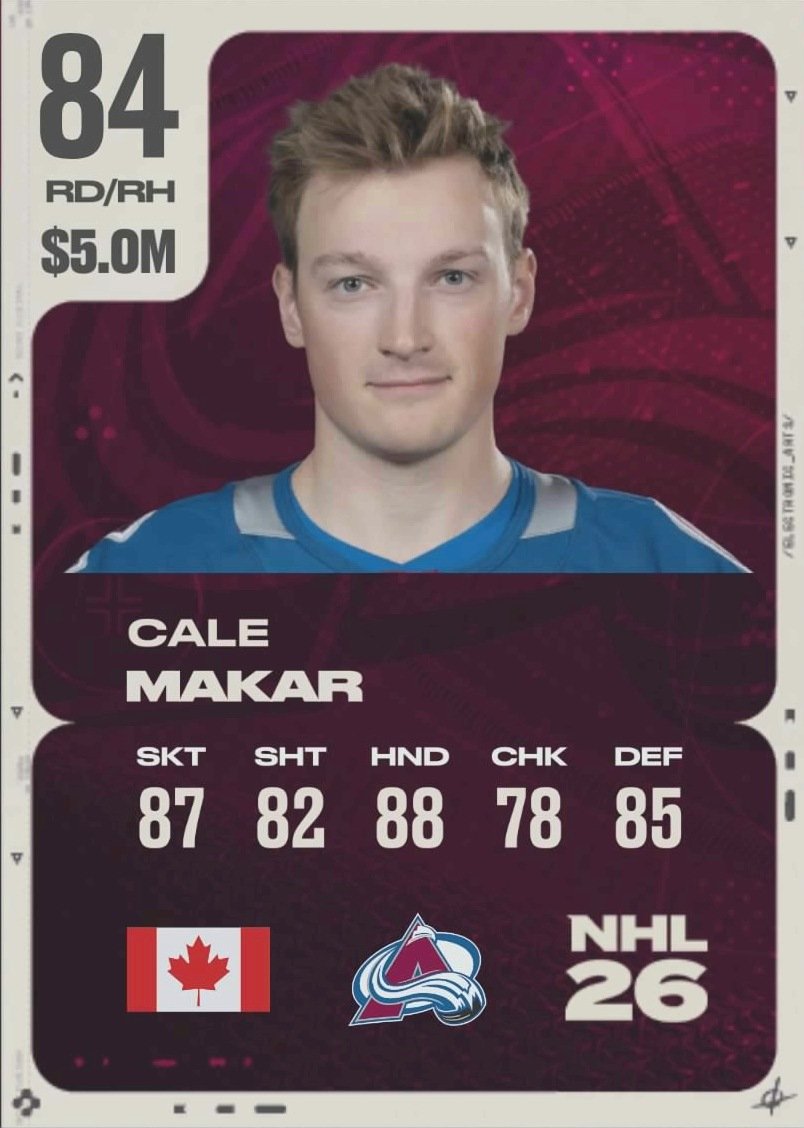 84
RD/RH
$5.0M
CALE
MAKAR
SKT SHT HND CHK DEF
87 82 88 78 85
NHL
26